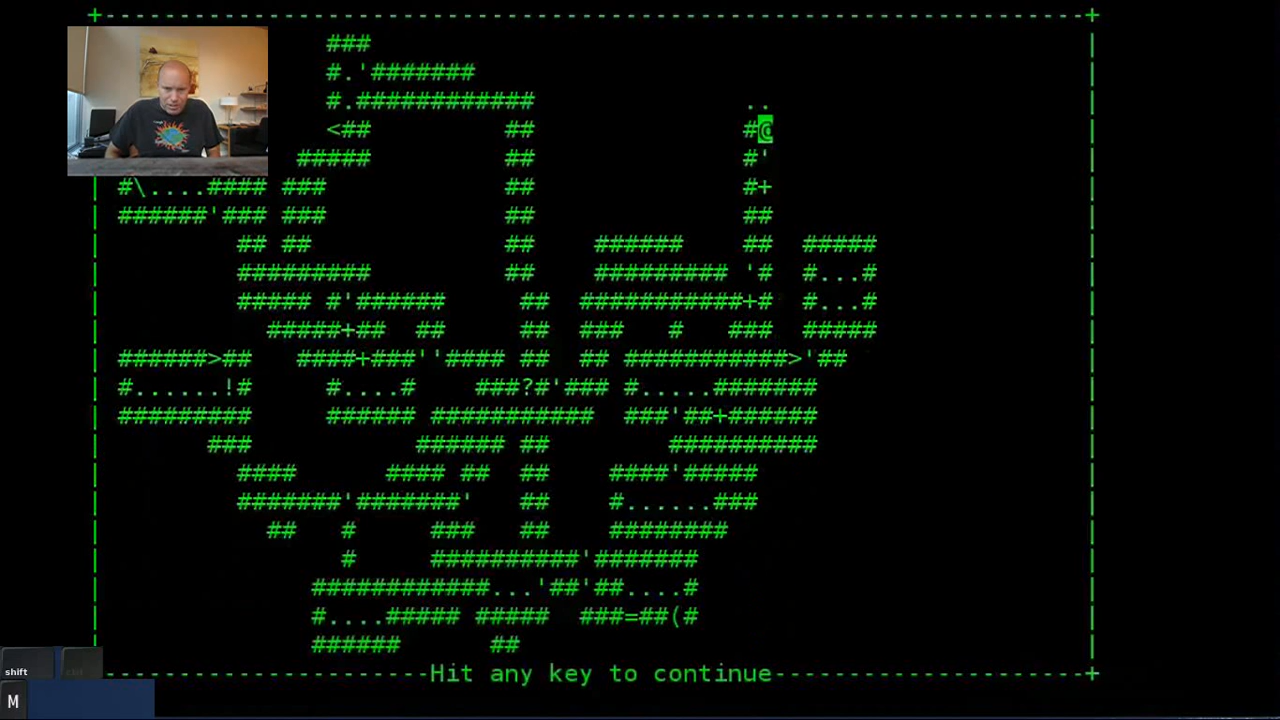 +-------------------------------------------------------------------+
###
#.'#######
#.############ ..
<## ## #@
##### ## #'
#\....#### ### ## #+
######'### ### ## ##
## ## ## ###### ## #####
######### ## ######### '# #...#
##### #'###### ## ###########+# #...#
#####+## ## ## ### # ### #####
######>## ####+###''#### ## ## ###########>'##
#......!# #....# ###?#'### #.....#######
######### ###### ########### ###'##+######
### ###### ## ##########
#### #### ## ## ####'#####
#######'#######' ## #......###
## # ### ## ########
# ##########'#######
############...'##'##....#
#....##### ##### ###=##(#
###### ##
----------------------Hit any key to continue---------------------+
shift
M